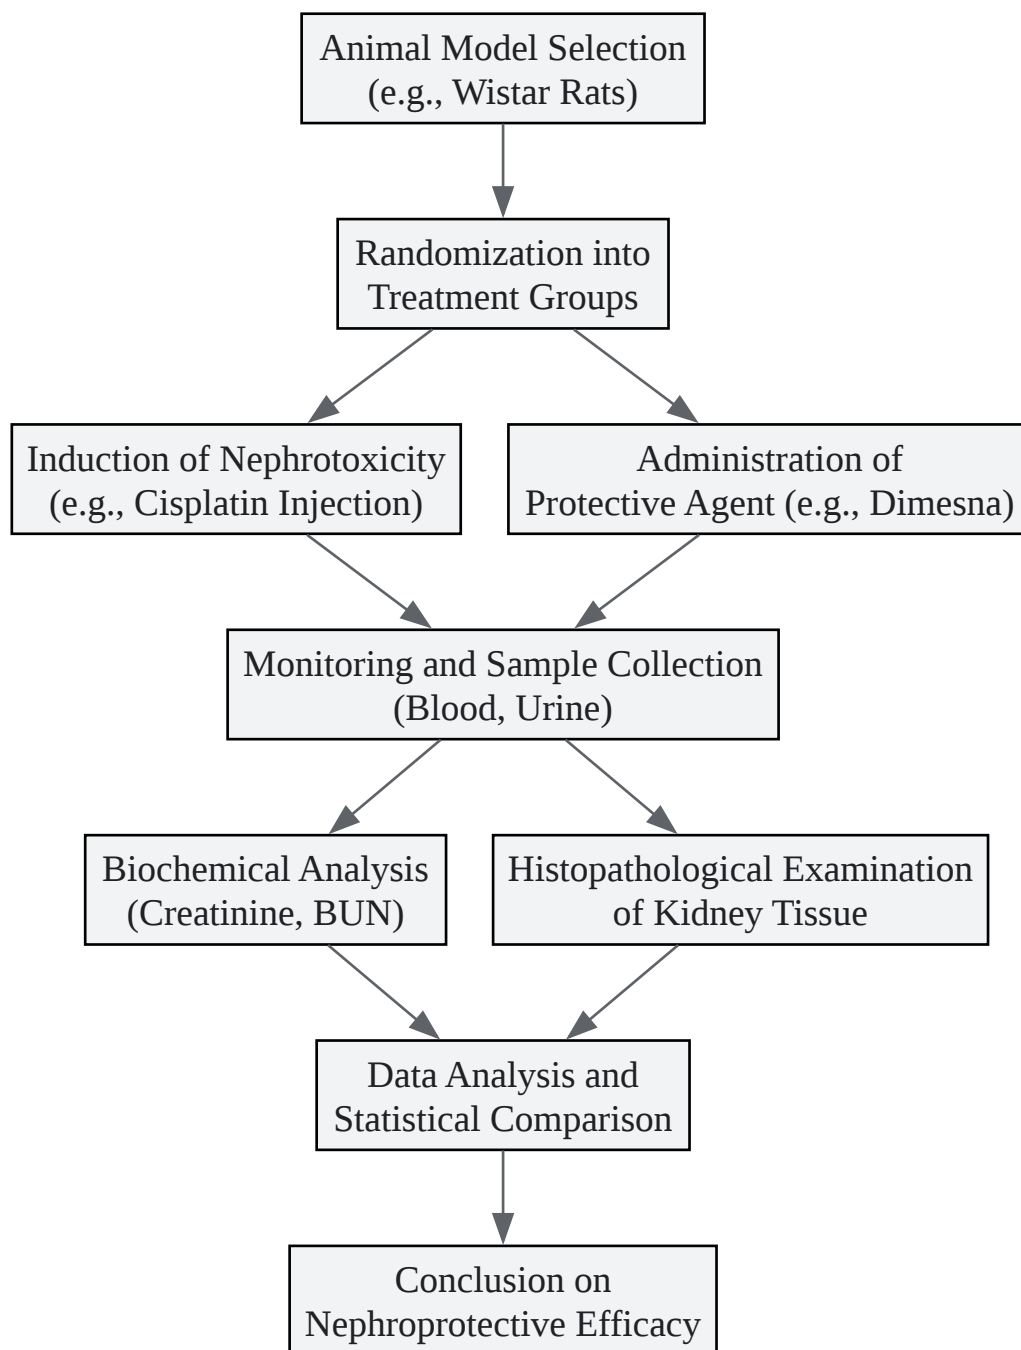 Animal Model Selection
(e.g., Wistar Rats)
Randomization into
Treatment Groups
Induction of Nephrotoxicity
(e.g., Cisplatin Injection)
Administration of
Protective Agent (e.g., Dimesna)
Monitoring and Sample Collection
(Blood, Urine)
Biochemical Analysis
(Creatinine, BUN)
Histopathological Examination
of Kidney Tissue
Data Analysis and
Statistical Comparison
Conclusion on
Nephroprotective Efficacy